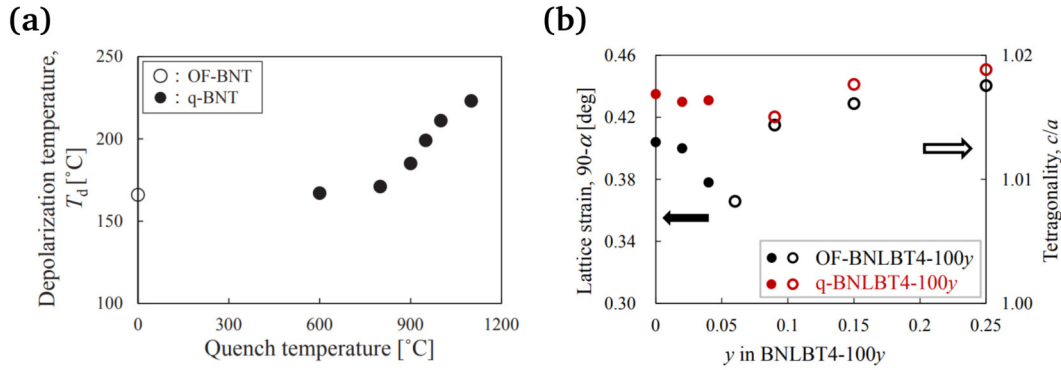 (a)
Depolarization temperature,
T_d [˚C]
250
200
150
100
○ : OF-BNT
● : q-BNT
0
300
600
900
1200
Quench temperature [˚C]
(b)
Lattice strain, 90-α [deg]
0.46
0.42
0.38
0.34
0.30
● ○ OF-BNLBT4-100y
● ○ q-BNLBT4-100y
0
0.05
0.1
0.15
0.2
0.25
y in BNLBT4-100y
1.02
1.01
1.00
Tetragonality, c/a